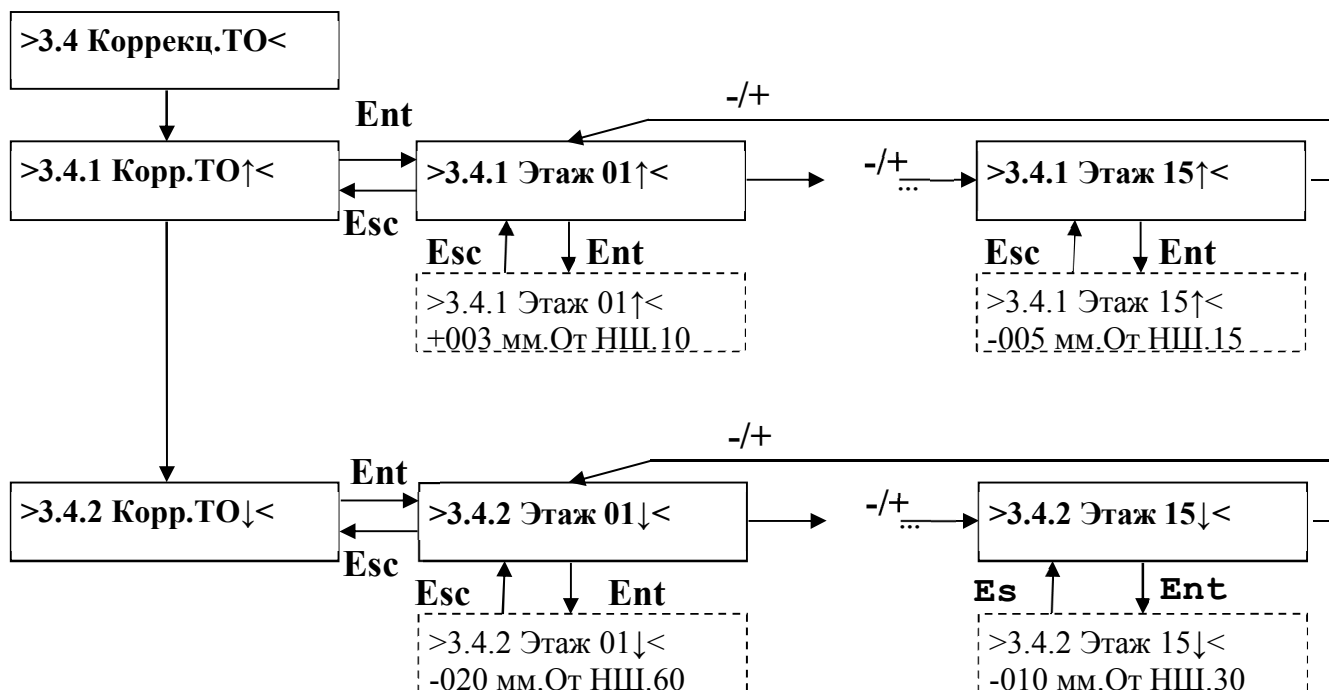 >3.4 Коррекц.ТО<
-/+
Ent
>3.4.1 Корр.ТО↑<
>3.4.1 Этаж 01↑<
-/+
...
>3.4.1 Этаж 15↑<
Esc
Esc
Ent
Esc
Ent
>3.4.1 Этаж 01↑<
+003 мм.От НШ.10
>3.4.1 Этаж 15↑<
-005 мм.От НШ.15
-/+
Ent
>3.4.2 Корр.ТО↓<
>3.4.2 Этаж 01↓<
-/+
...
>3.4.2 Этаж 15↓<
Esc
Esc
Ent
Es
Ent
>3.4.2 Этаж 01↓<
-020 мм.От НШ.60
>3.4.2 Этаж 15↓<
-010 мм.От НШ.30